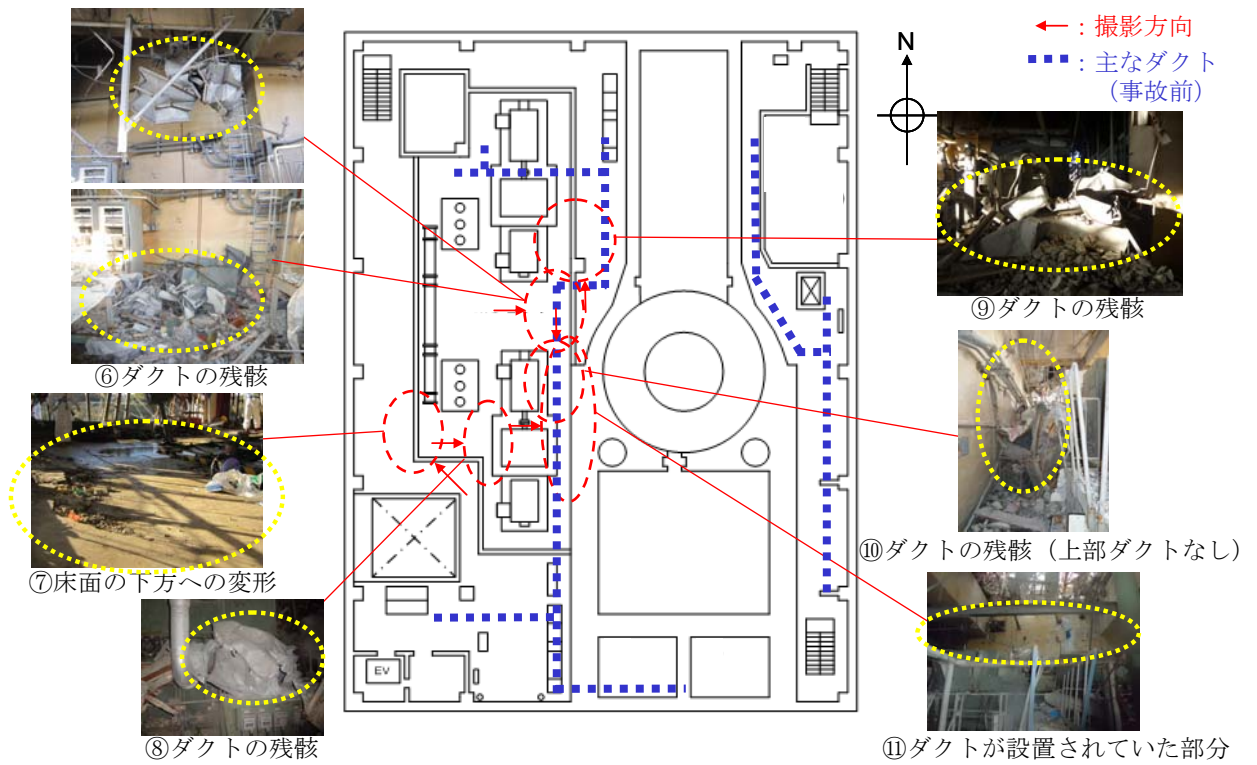 ：撮影方向
：主なダクト
（事故前）
N
⑥ダクトの残骸
⑨ダクトの残骸
⑦床面の下方への変形
⑩ダクトの残骸（上部ダクトなし）
EV
⑧ダクトの残骸
⑪ダクトが設置されていた部分